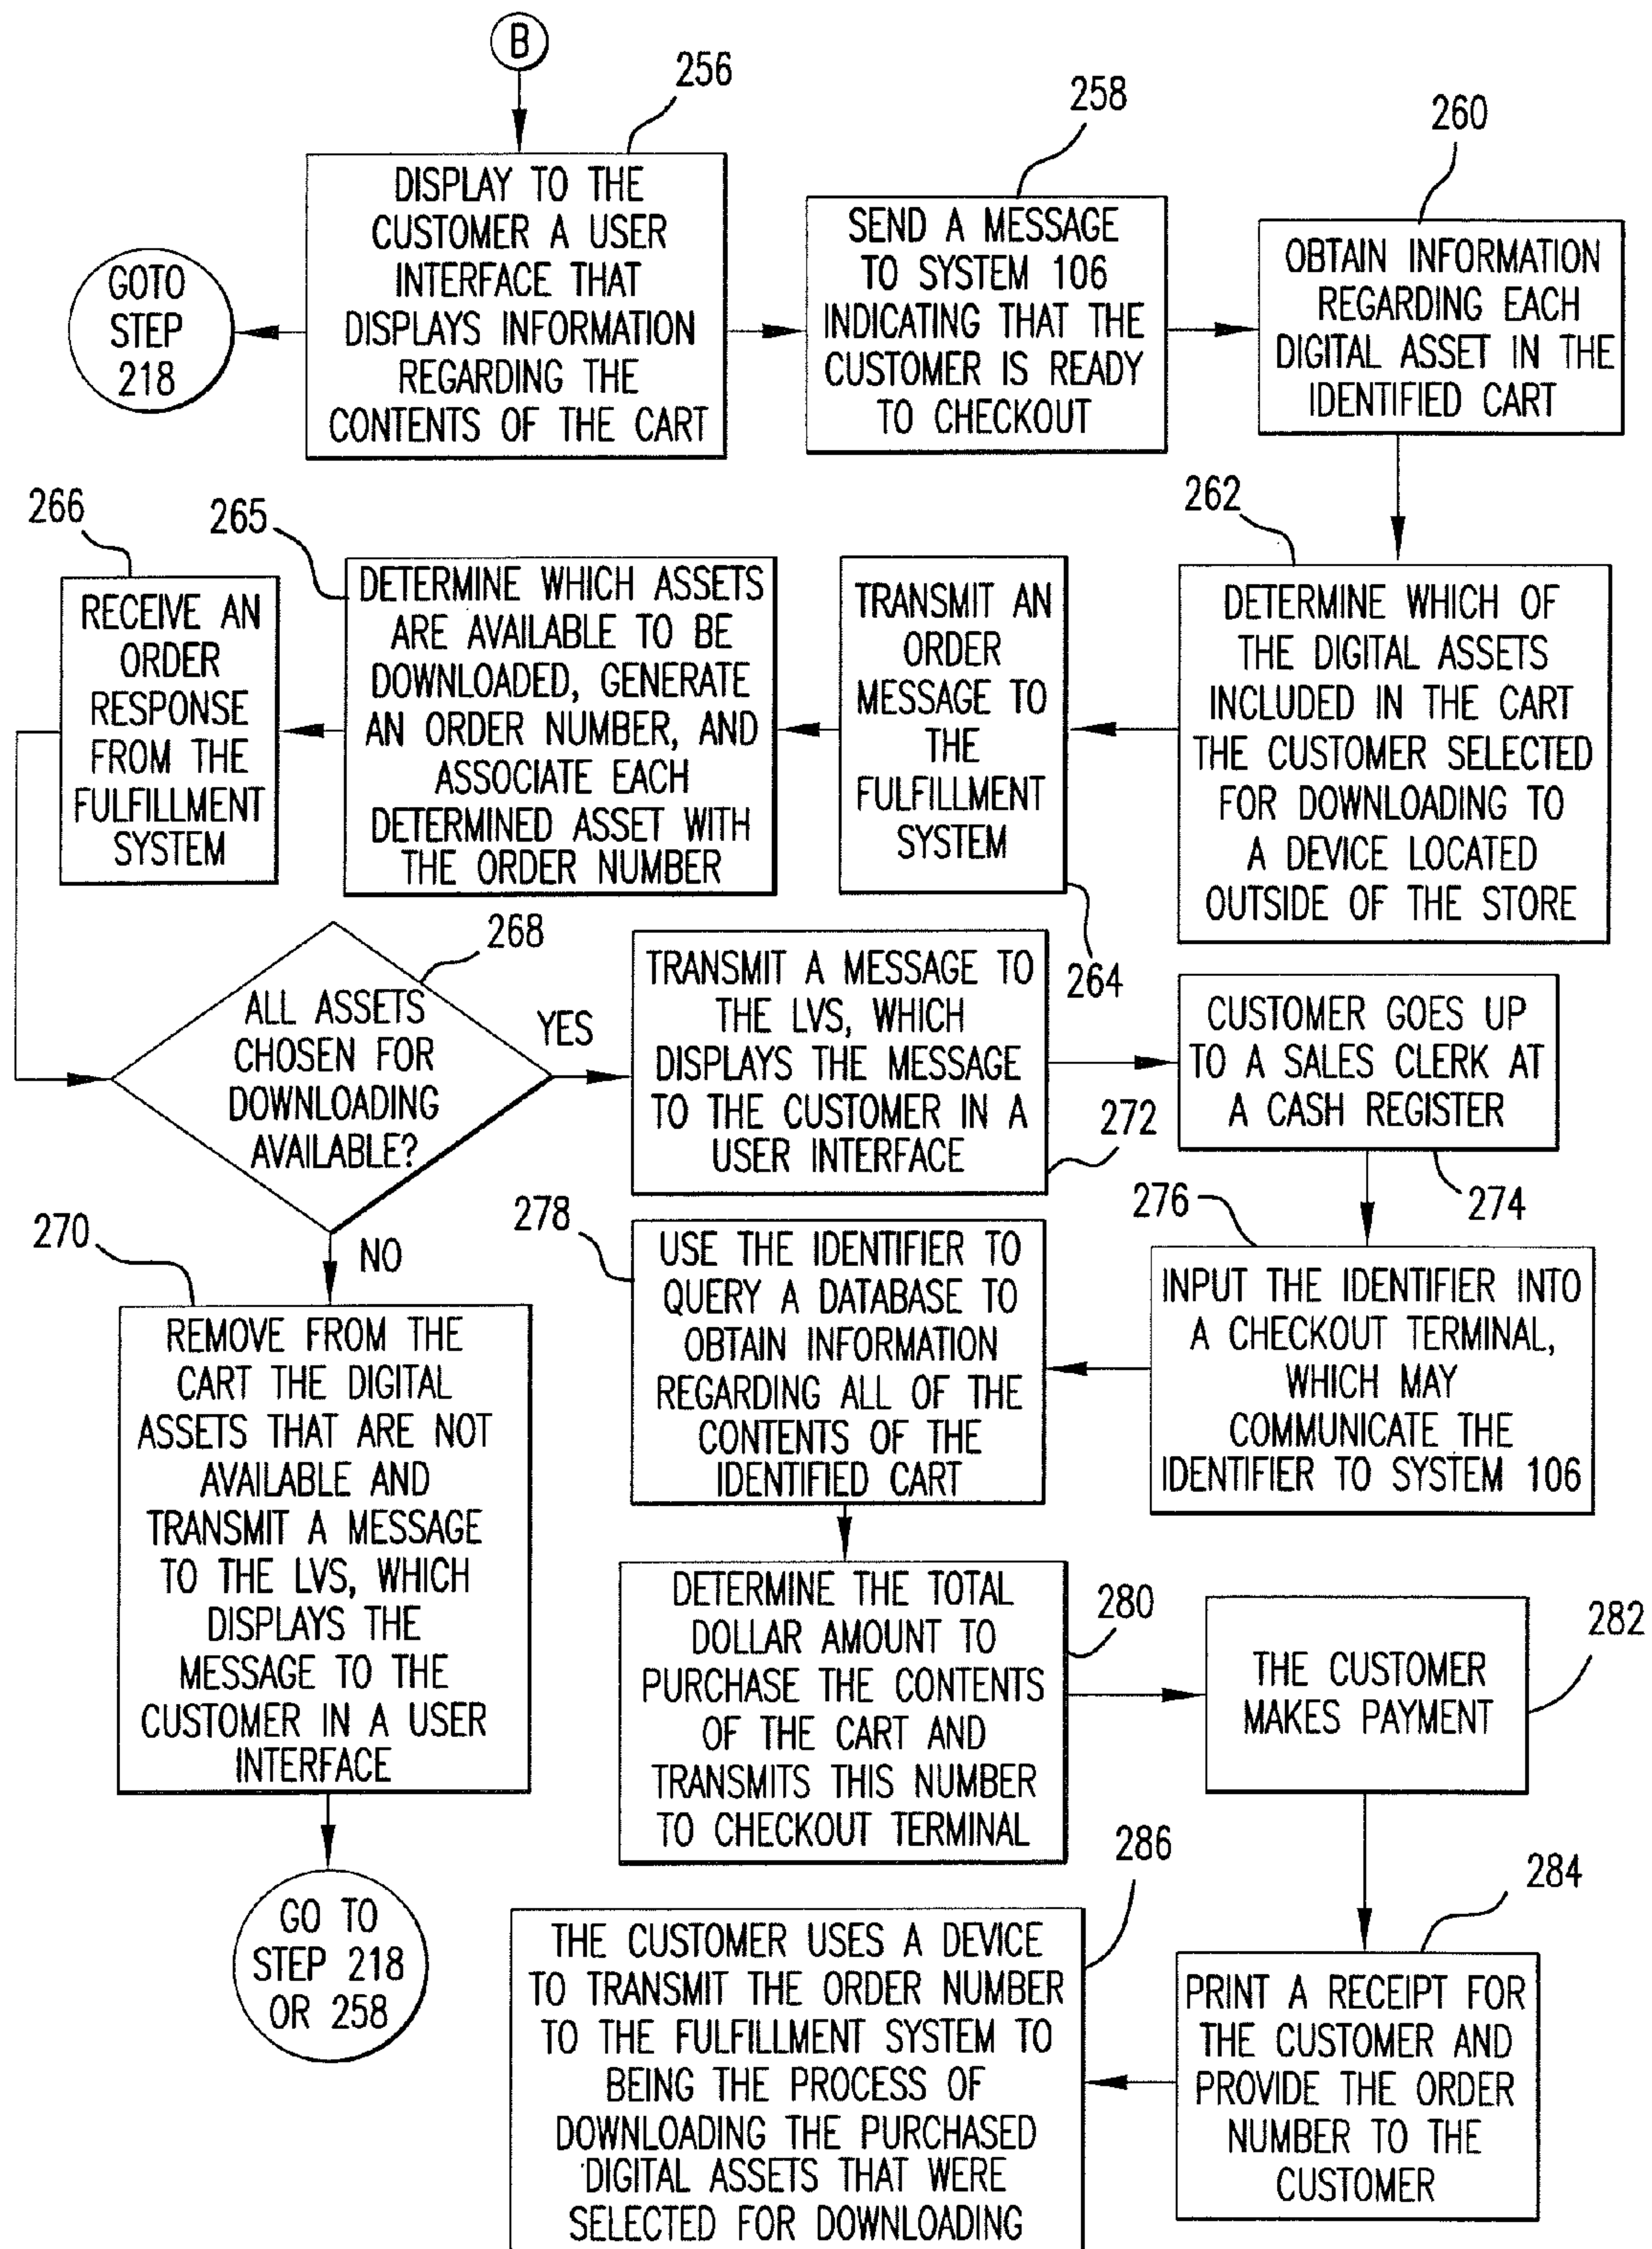 B
256
DISPLAY TO THE
CUSTOMER A USER
INTERFACE THAT
DISPLAYS INFORMATION
REGARDING THE
CONTENTS OF THE CART
GOTO
STEP
218
258
SEND A MESSAGE
TO SYSTEM 106
INDICATING THAT THE
CUSTOMER IS READY
TO CHECKOUT
260
OBTAIN INFORMATION
REGARDING EACH
DIGITAL ASSET IN THE
IDENTIFIED CART
262
DETERMINE WHICH OF
THE DIGITAL ASSETS
INCLUDED IN THE CART
THE CUSTOMER SELECTED
FOR DOWNLOADING TO
A DEVICE LOCATED
OUTSIDE OF THE STORE
TRANSMIT AN
ORDER
MESSAGE TO
THE
FULFILLMENT
SYSTEM
264
265
DETERMINE WHICH ASSETS
ARE AVAILABLE TO BE
DOWNLOADED, GENERATE
AN ORDER NUMBER, AND
ASSOCIATE EACH
DETERMINED ASSET WITH
THE ORDER NUMBER
266
RECEIVE AN
ORDER
RESPONSE
FROM THE
FULFILLMENT
SYSTEM
268
ALL ASSETS
CHOSEN FOR
DOWNLOADING
AVAILABLE?
YES
NO
270
REMOVE FROM THE
CART THE DIGITAL
ASSETS THAT ARE NOT
AVAILABLE AND
TRANSMIT A MESSAGE
TO THE LVS, WHICH
DISPLAYS THE
MESSAGE TO THE
CUSTOMER IN A USER
INTERFACE
GO TO
STEP 218
OR 258
TRANSMIT A MESSAGE TO
THE LVS, WHICH
DISPLAYS THE MESSAGE
TO THE CUSTOMER IN A
USER INTERFACE
272
CUSTOMER GOES UP
TO A SALES CLERK AT
A CASH REGISTER
274
276
INPUT THE IDENTIFIER INTO
A CHECKOUT TERMINAL,
WHICH MAY
COMMUNICATE THE
IDENTIFIER TO SYSTEM 106
278
USE THE IDENTIFIER TO
QUERY A DATABASE TO
OBTAIN INFORMATION
REGARDING ALL OF THE
CONTENTS OF THE
IDENTIFIED CART
DETERMINE THE TOTAL
DOLLAR AMOUNT TO
PURCHASE THE CONTENTS
OF THE CART AND
TRANSMITS THIS NUMBER
TO CHECKOUT TERMINAL
280
THE CUSTOMER
MAKES PAYMENT
282
284
PRINT A RECEIPT FOR
THE CUSTOMER AND
PROVIDE THE ORDER
NUMBER TO THE
CUSTOMER
286
THE CUSTOMER USES A DEVICE
TO TRANSMIT THE ORDER NUMBER
TO THE FULFILLMENT SYSTEM TO
BEING THE PROCESS OF
DOWNLOADING THE PURCHASED
DIGITAL ASSETS THAT WERE
SELECTED FOR DOWNLOADING